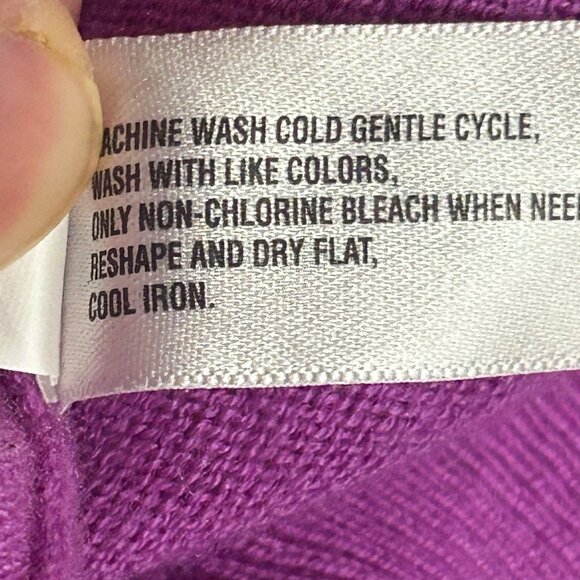 MACHINE WASH COLD GENTLE CYCLE,
WASH WITH LIKE COLORS,
ONLY NON-CHLORINE BLEACH WHEN NEE
RESHAPE AND DRY FLAT,
COOL IRON.